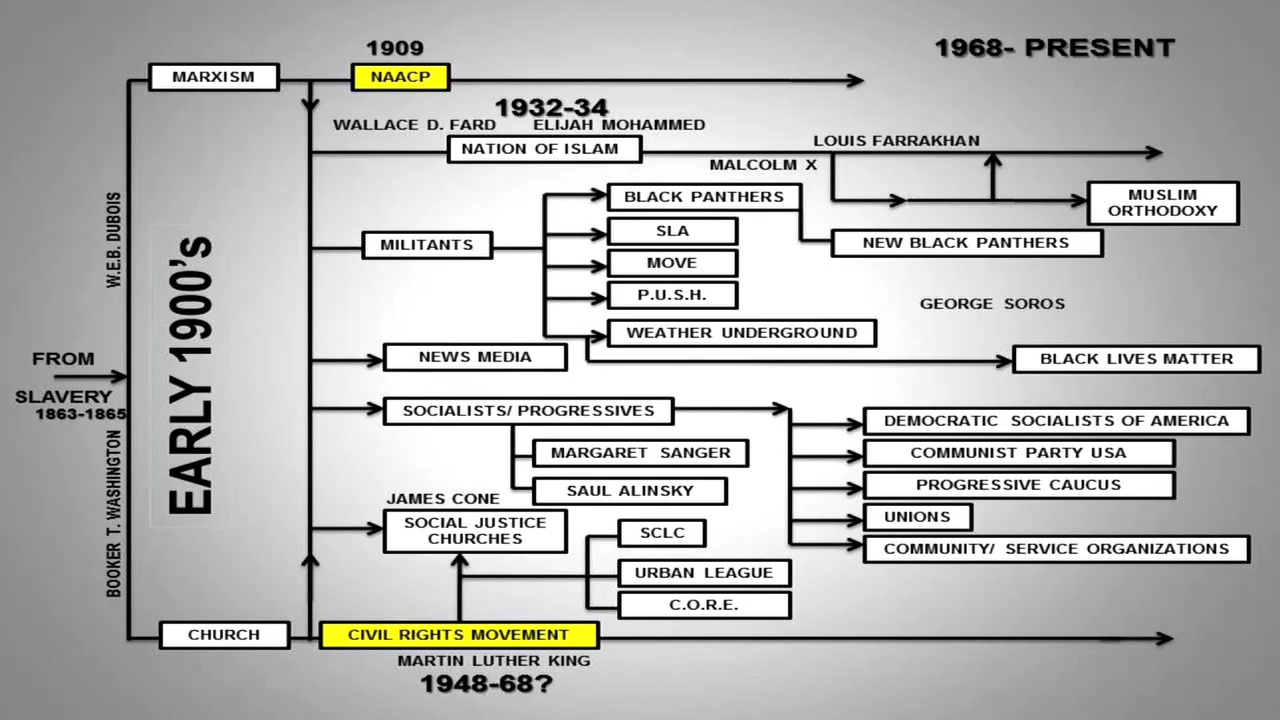 1909
1968- PRESENT
MARXISM
NAACP
1932-34
WALLACE D. FARD
ELIJAH MOHAMMED
LOUIS FARRAKHAN
NATION OF ISLAM
MALCOLM X
BLACK PANTHERS
MUSLIM
ORTHODOXY
W.E.B. DUBOIS
EARLY 1900's
MILITANTS
SLA
NEW BLACK PANTHERS
MOVE
P.U.S.H.
GEORGE SOROS
WEATHER UNDERGROUND
FROM
SLAVERY
1863-1865
NEWS MEDIA
BLACK LIVES MATTER
SOCIALISTS/ PROGRESSIVES
DEMOCRATIC SOCIALISTS OF AMERICA
MARGARET SANGER
COMMUNIST PARTY USA
SAUL ALINSKY
PROGRESSIVE CAUCUS
BOOKER T. WASHINGTON
JAMES CONE
SOCIAL JUSTICE
CHURCHES
UNIONS
SCLC
COMMUNITY/ SERVICE ORGANIZATIONS
URBAN LEAGUE
C.O.R.E.
CHURCH
CIVIL RIGHTS MOVEMENT
MARTIN LUTHER KING
1948-68?